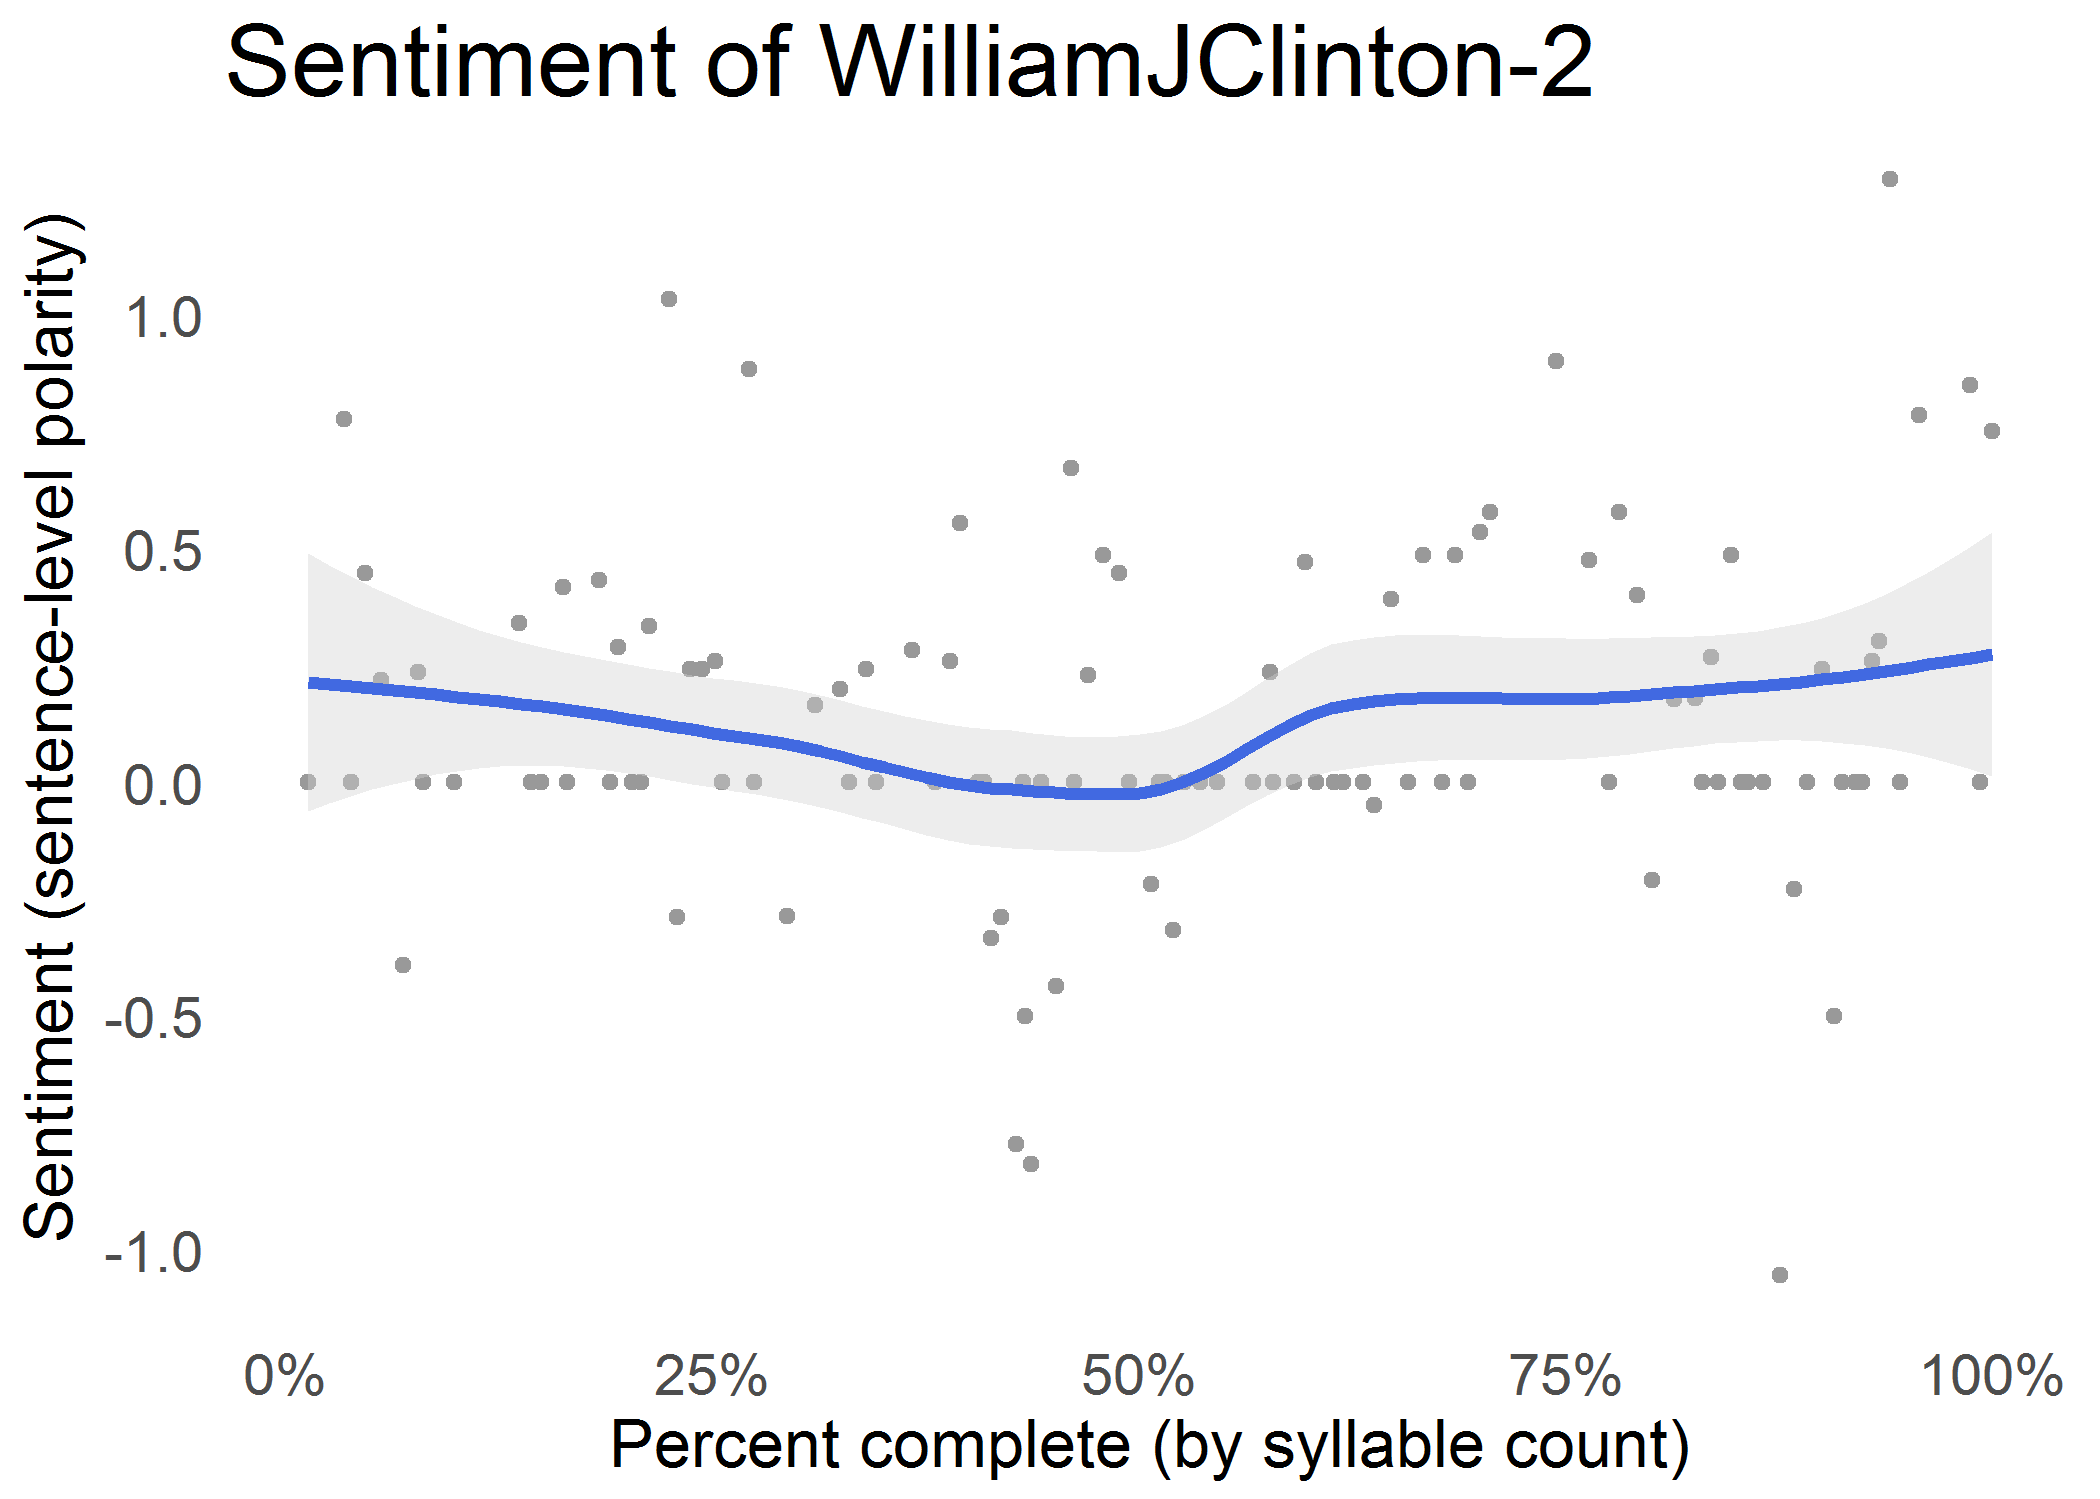 Sentiment of WilliamJClinton-2
Sentiment (sentence-level polarity)
1.0
0.5
0.0
-0.5
-1.0
0% 25% 50% 75% 100%
Percent complete (by syllable count)